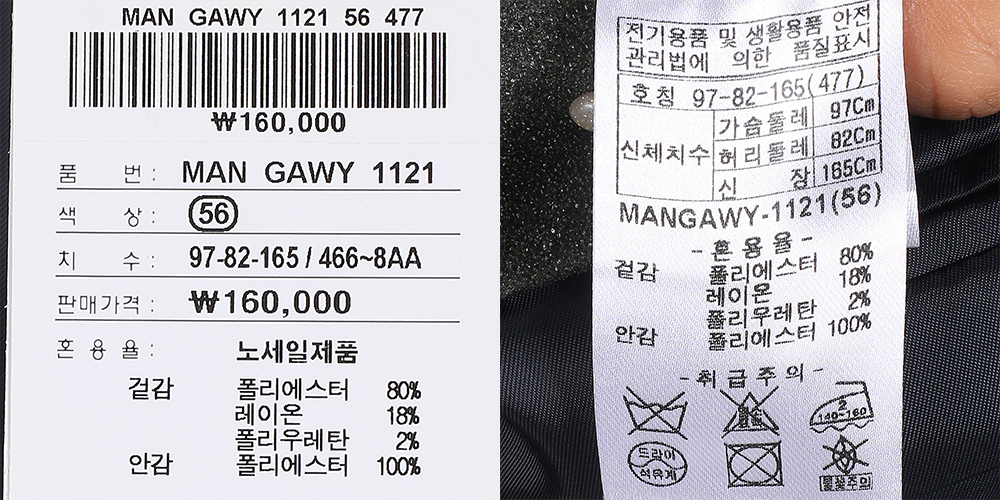 MAN GAWY 1121 56 477
₩160,000
품 번 : MAN GAWY 1121
색 상 : 56
치 수 : 97-82-165 / 466~8AA
판매가격 : ₩160,000
혼 용 율 : 노세일제품
겉감 폴리에스터 80%
레이온 18%
폴리우레탄 2%
안감 폴리에스터 100%
전기용품 및 생활용품 안전
관리법에 의한 품질표시
호칭 97-82-165(477)
신체치수 가슴둘레 97Cm
허리둘레 82Cm
신 장 165Cm
MANGAWY-1121(56)
- 혼 용 율 -
겉감 폴리에스터 80%
레이온 18%
폴리우레탄 2%
안감 폴리에스터 100%
- 취 급 주 의 -
2
140~160
드라이
석유계
불꽃주의